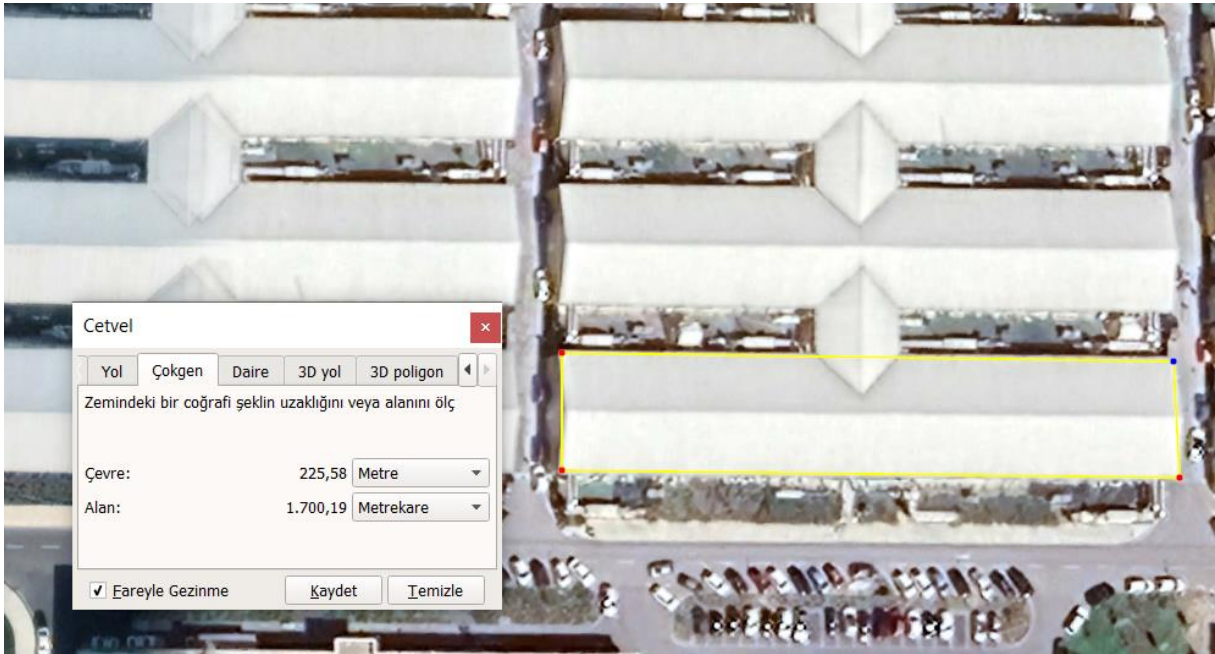 Cetvel
Yol Çokgen Daire 3D yol 3D poligon
Zemindeki bir coğrafi şeklin uzaklığını veya alanını ölç
Çevre: 225,58 Metre
Alan: 1.700,19 Metrekare
Fareyle Gezinme Kaydet Temizle